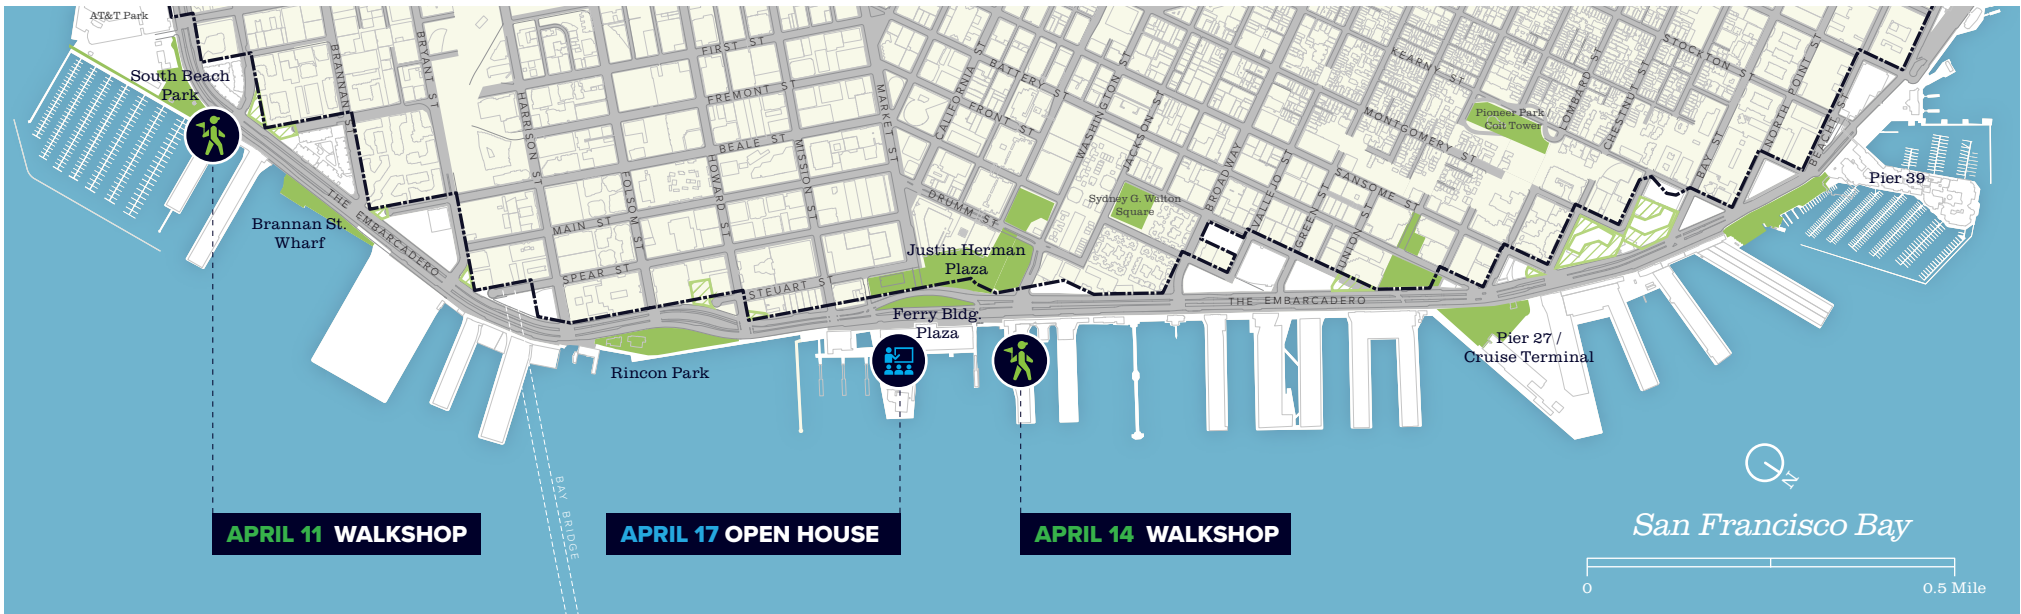 AT&T Park
South Beach
Park
BRANNAN ST
BRYANT ST
HARRISON ST
FIRST ST
FREMONT ST
BEALE ST
MAIN ST
SPEAR ST
STEUART ST
FOLSOM ST
HOWARD ST
MISSION ST
MARKET ST
CALIFORNIA ST
BATTERY ST
FRONT ST
DRUMM ST
WASHINGTON ST
JACKSON ST
BROADWAY
VALLEJO ST
GREEN ST
UNION ST
SANSOME ST
MONTGOMERY ST
KEARNY ST
STOCKTON ST
LOMBARD ST
CHESTNUT ST
BAY ST
NORTH POINT ST
BEACH ST
Pioneer Park
Coit Tower
Sydney G. Walton
Square
Pier 39
Brannan St.
Wharf
THE EMBARCADERO
Justin Herman
Plaza
THE EMBARCADERO
Ferry Bldg.
Plaza
Rincon Park
Pier 27 /
Cruise Terminal
BAY BRIDGE
APRIL 11 WALKSHOP
APRIL 17 OPEN HOUSE
APRIL 14 WALKSHOP
N
San Francisco Bay
0
0.5 Mile